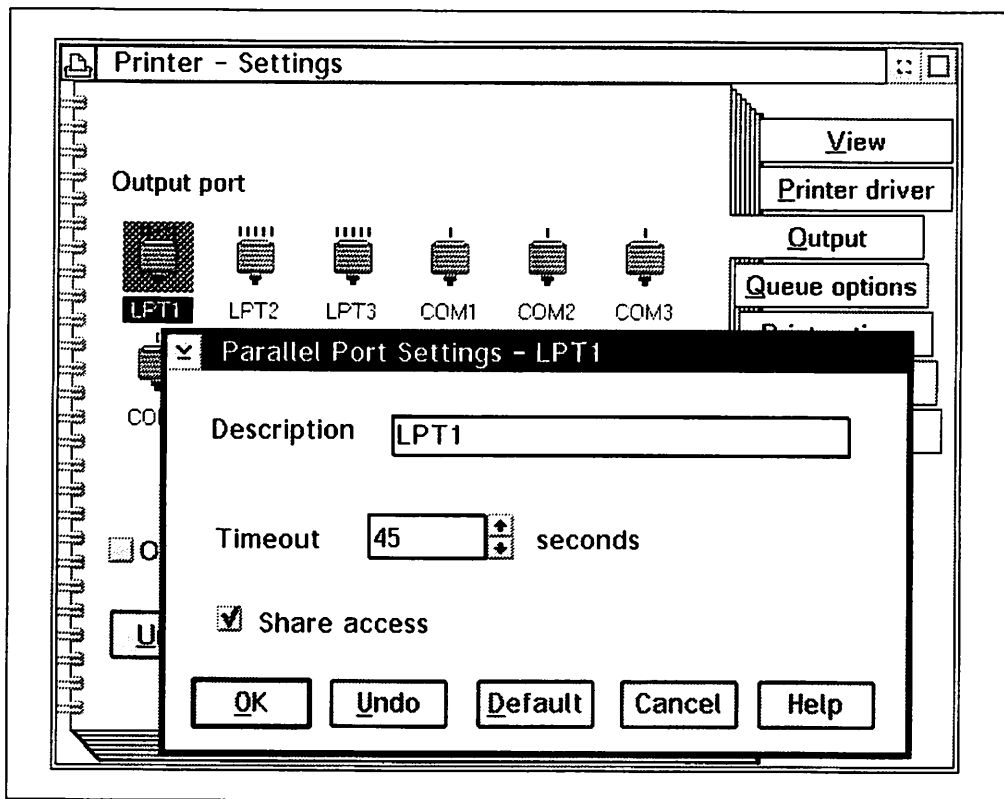 Printer - Settings
View
Printer driver
Output
Queue options
Output port
LPT1 LPT2 LPT3 COM1 COM2 COM3
Parallel Port Settings - LPT1
Description LPT1
Timeout 45 seconds
Share access
OK Undo Default Cancel Help